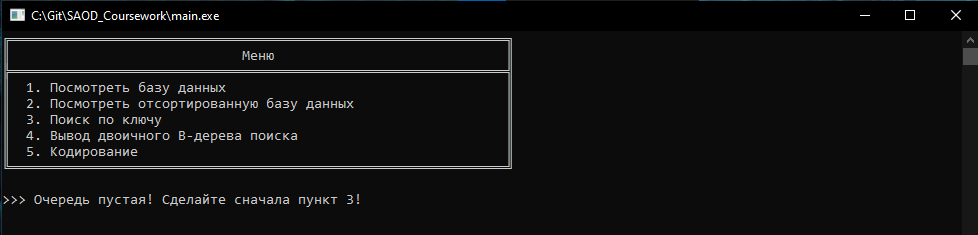 C:\Git\SAOD_Coursework\main.exe
Меню
1. Посмотреть базу данных
2. Посмотреть отсортированную базу данных
3. Поиск по ключу
4. Вывод двоичного B-дерева поиска
5. Кодирование
>>> Очередь пустая! Сделайте сначала пункт 3!